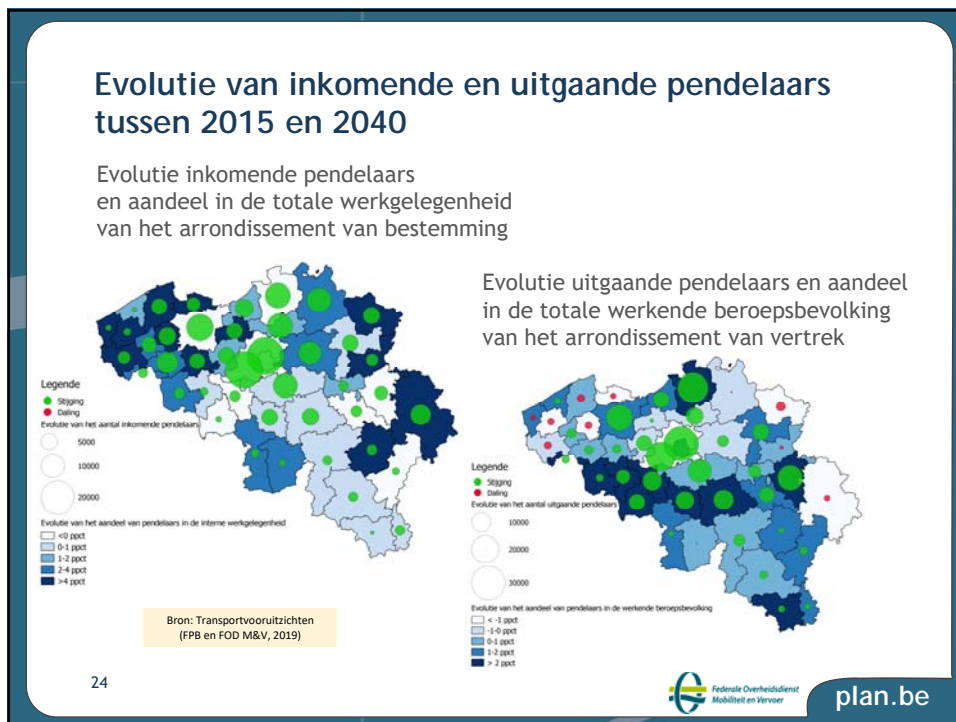 Evolutie van inkomende en uitgaande pendelaars
tussen 2015 en 2040
Evolutie inkomende pendelaars
en aandeel in de totale werkgelegenheid
van het arrondissement van bestemming
Evolutie uitgaande pendelaars en aandeel
in de totale werkende beroepsbevolking
van het arrondissement van vertrek
Legende
Stijging
Daling
Evolutie van het aantal inkomende pendelaars
5000
10000
20000
Evolutie van het aandeel van pendelaars in de interne werkgelegenheid
<0 ppct
0-1 ppct
1-2 ppct
2-4 ppct
>4 ppct
Legende
Stijging
Daling
Evolutie van het aantal uitgaande pendelaars
10000
20000
30000
Evolutie van het aandeel van pendelaars in de werkende beroepsbevolking
< -1 ppct
-1-0 ppct
0-1 ppct
1-2 ppct
> 2 ppct
Bron: Transportvooruitzichten
(FPB en FOD M&V, 2019)
24
Federale Overheidsdienst
Mobiliteit en Vervoer
plan.be